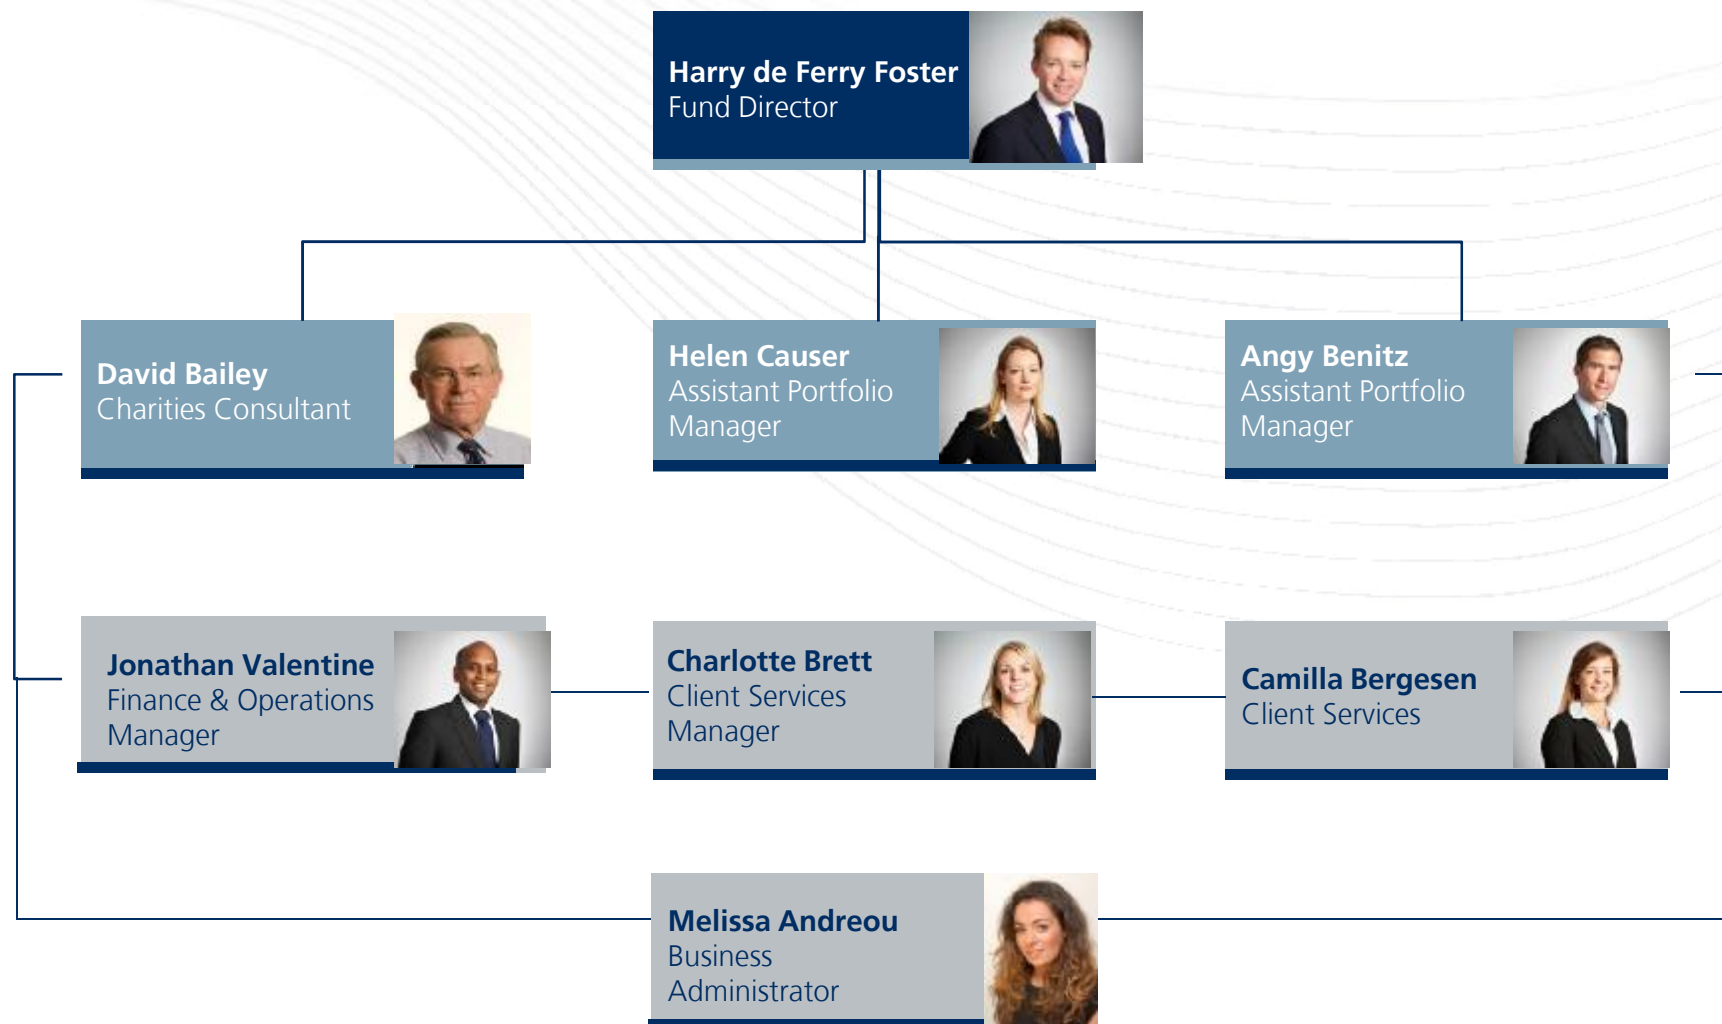 Harry de Ferry Foster
Fund Director
David Bailey
Charities Consultant
Helen Causer
Assistant Portfolio
Manager
Angy Benitz
Assistant Portfolio
Manager
Jonathan Valentine
Finance & Operations
Manager
Charlotte Brett
Client Services
Manager
Camilla Bergesen
Client Services
Melissa Andreou
Business
Administrator